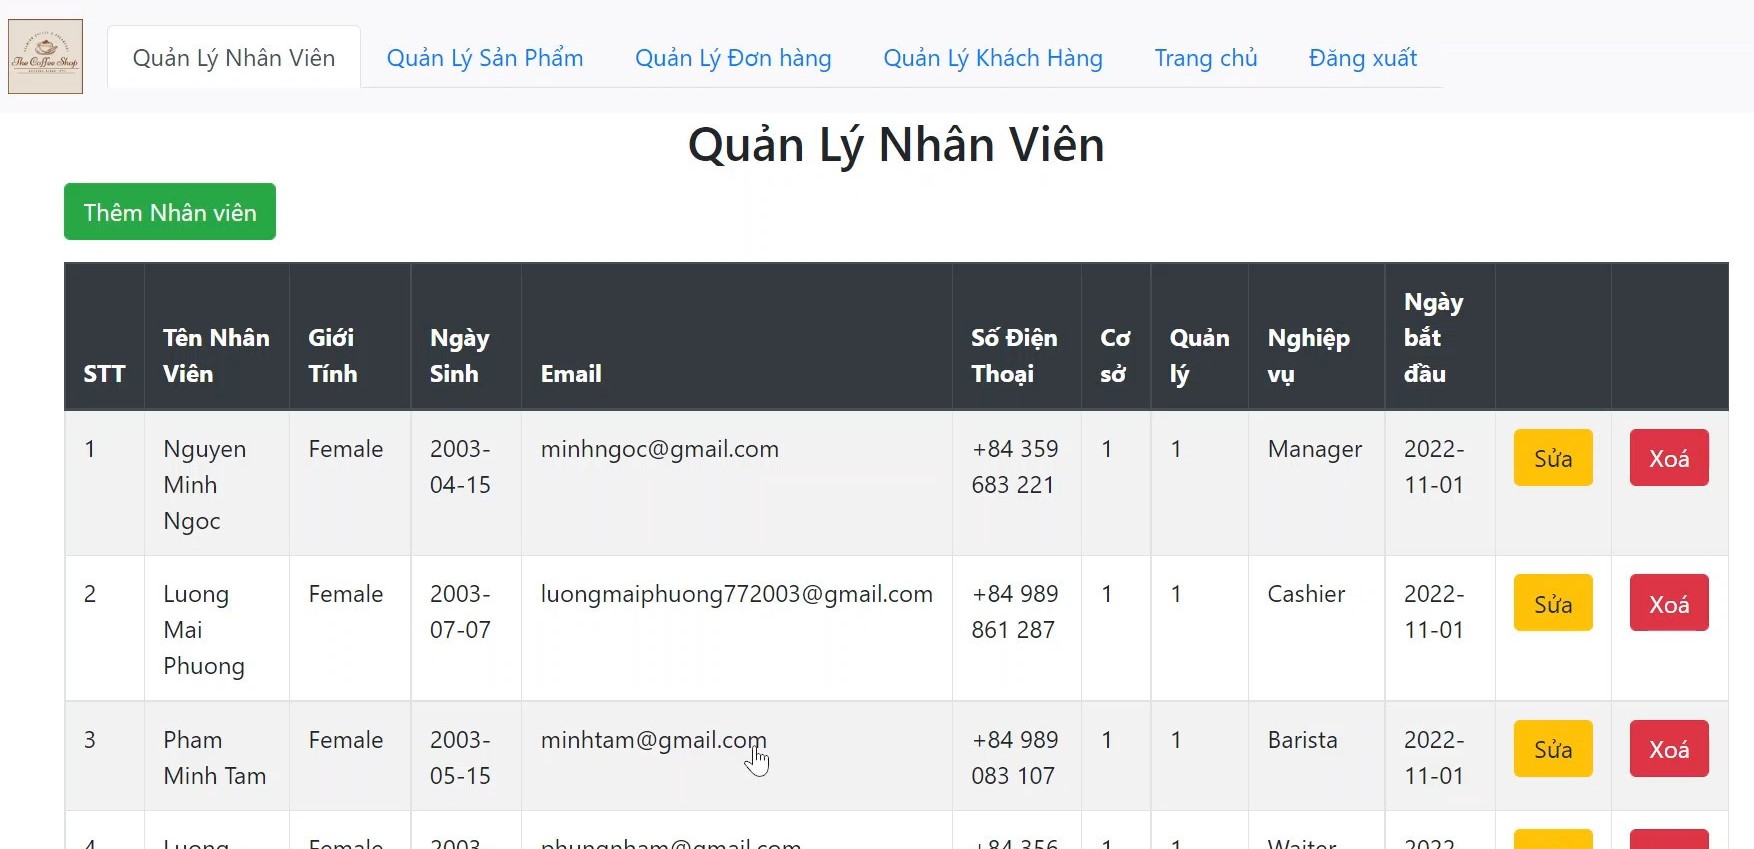 The Coffee Shop
Quản Lý Nhân Viên
Quản Lý Sản Phẩm
Quản Lý Đơn hàng
Quản Lý Khách Hàng
Trang chủ
Đăng xuất
Quản Lý Nhân Viên
Thêm Nhân viên
STT
Tên Nhân
Viên
Giới
Tính
Ngày
Sinh
Email
Số Điện
Thoại
Cơ
sở
Quản
lý
Nghiệp
vụ
Ngày
bắt
đầu
1
Nguyen
Minh
Ngoc
Female
2003-
04-15
minhngoc@gmail.com
+84 359
683 221
1
1
Manager
2022-
11-01
Sửa
Xoá
2
Luong
Mai
Phuong
Female
2003-
07-07
luongmaiphuong772003@gmail.com
+84 989
861 287
1
1
Cashier
2022-
11-01
Sửa
Xoá
3
Pham
Minh Tam
Female
2003-
05-15
minhtam@gmail.com
+84 989
083 107
1
1
Barista
2022-
11-01
Sửa
Xoá
4
Luong
Female
2003-
+84 356
1
1
Waiter
2022-